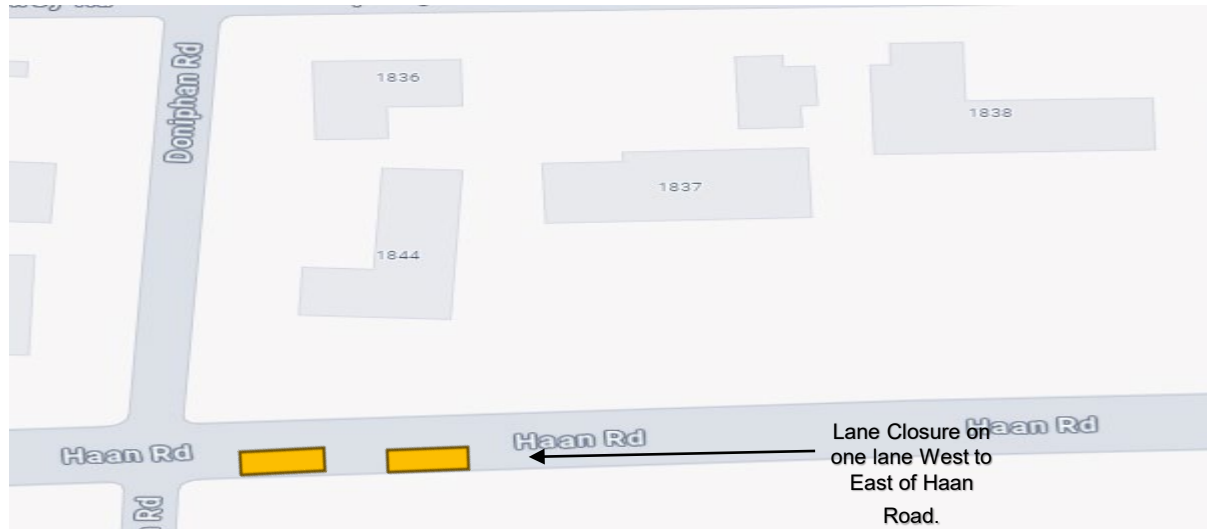 Doniphan Rd
1836
1838
1837
1844
Haan Rd
Haan Rd
Haan Rd
Lane Closure on
one lane West to
East of Haan
Road.
Rd